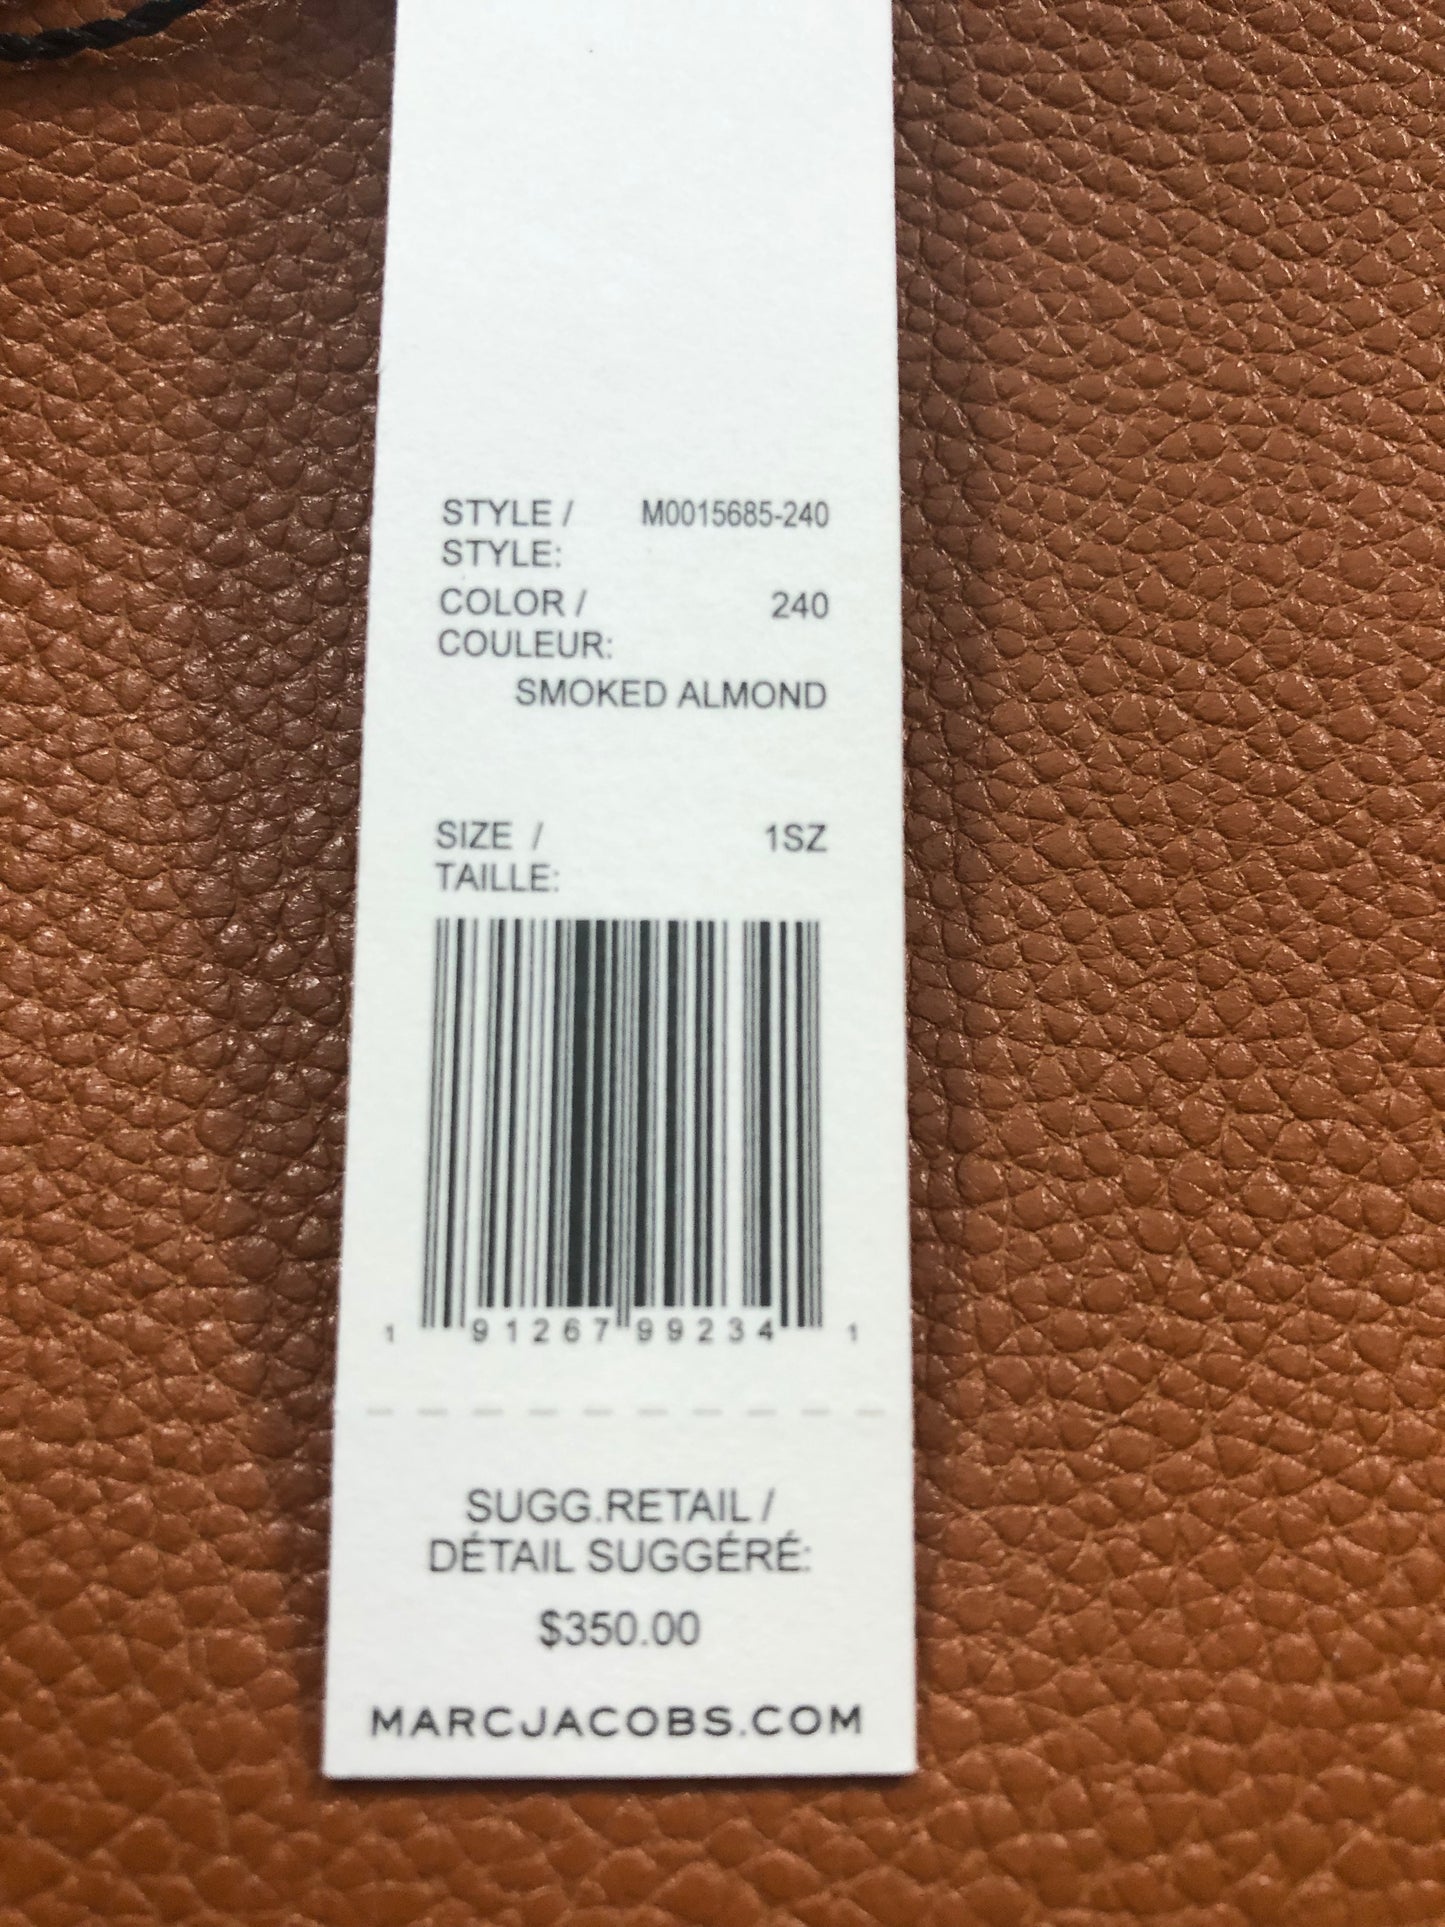 STYLE / M0015685-240
STYLE:
COLOR / 240
COULEUR:
SMOKED ALMOND
SIZE / 1SZ
TAILLE:
1 91267 99234 1
SUGG.RETAIL /
DÉTAIL SUGGÉRÉ:
$350.00
MARCJACOBS.COM